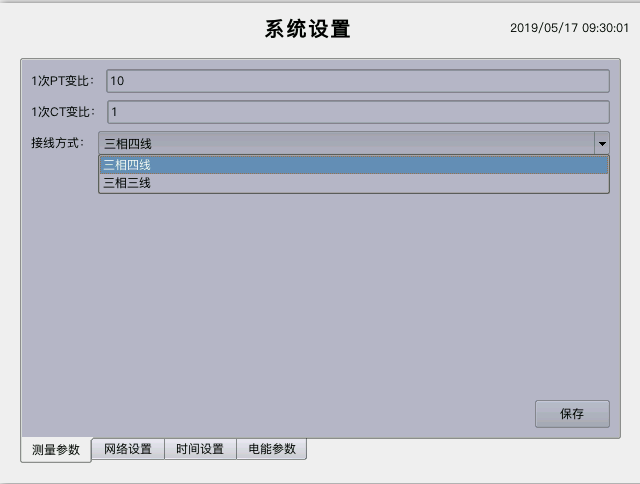 系统设置
2019/05/17 09:30:01
1次PT变比: 10
1次CT变比: 1
接线方式: 三相四线
三相四线
三相三线
保存
测量参数 网络设置 时间设置 电能参数